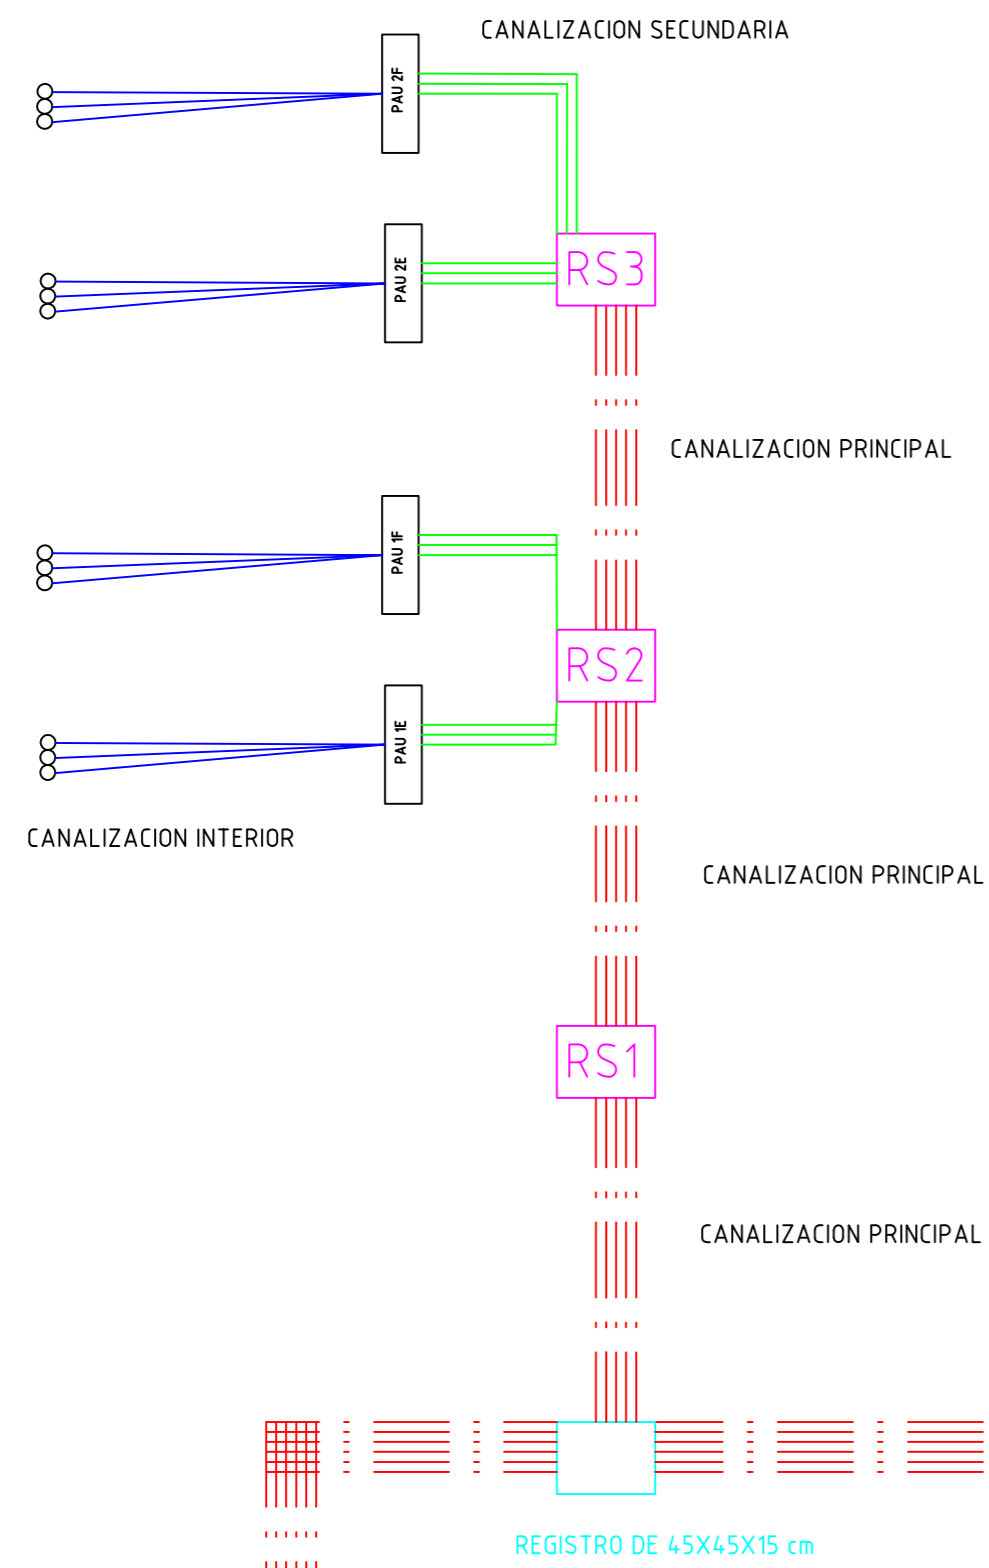 CANALIZACION SECUNDARIA
PAU 2F
PAU 2E
RS3
CANALIZACION PRINCIPAL
PAU 1F
RS2
PAU 1E
CANALIZACION INTERIOR
CANALIZACION PRINCIPAL
RS1
CANALIZACION PRINCIPAL
REGISTRO DE 45X45X15 cm